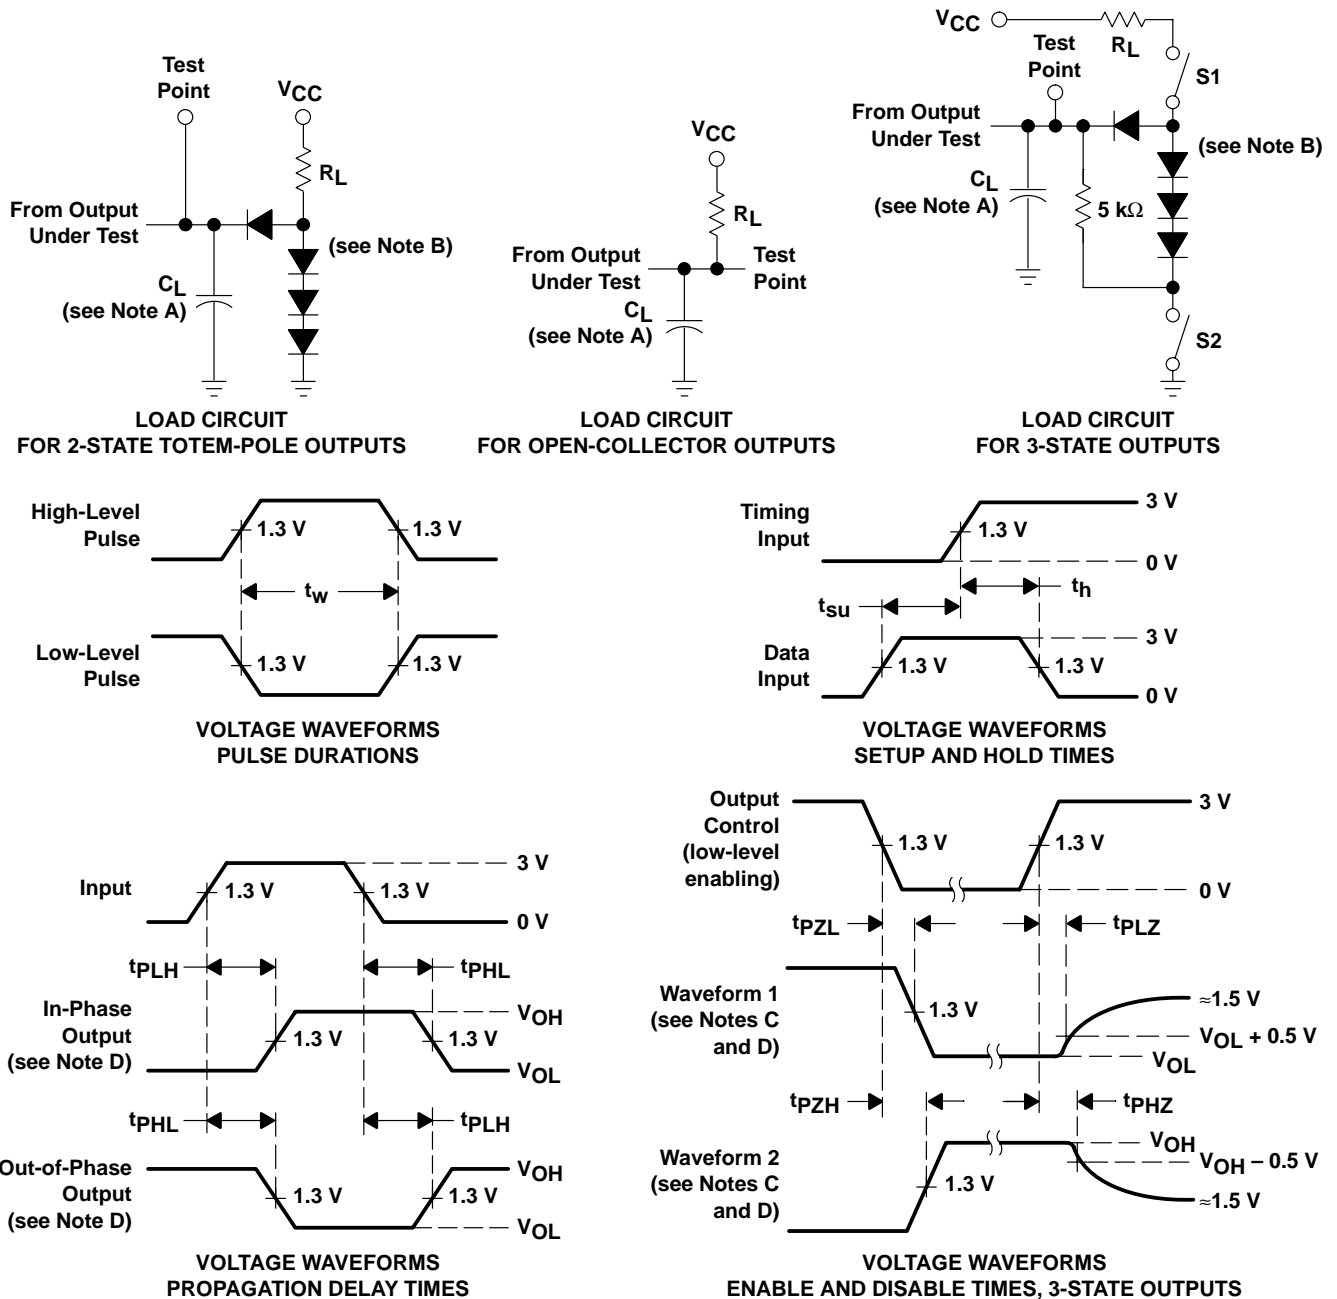 Test
Point
VCC
RL
From Output
Under Test
(see Note B)
CL
(see Note A)
LOAD CIRCUIT
FOR 2-STATE TOTEM-POLE OUTPUTS
VCC
RL
From Output
Under Test
Test
Point
CL
(see Note A)
LOAD CIRCUIT
FOR OPEN-COLLECTOR OUTPUTS
VCC
RL
Test
Point
S1
From Output
Under Test
(see Note B)
CL
(see Note A)
5 kΩ
S2
LOAD CIRCUIT
FOR 3-STATE OUTPUTS
High-Level
Pulse
1.3 V
1.3 V
tw
Low-Level
Pulse
1.3 V
1.3 V
VOLTAGE WAVEFORMS
PULSE DURATIONS
Timing
Input
1.3 V
3 V
0 V
th
tsu
Data
Input
1.3 V
1.3 V
3 V
0 V
VOLTAGE WAVEFORMS
SETUP AND HOLD TIMES
Input
1.3 V
1.3 V
3 V
0 V
tPLH
tPHL
In-Phase
Output
(see Note D)
1.3 V
1.3 V
VOH
VOL
tPHL
tPLH
Out-of-Phase
Output
(see Note D)
1.3 V
1.3 V
VOH
VOL
VOLTAGE WAVEFORMS
PROPAGATION DELAY TIMES
Output
Control
(low-level
enabling)
1.3 V
1.3 V
3 V
0 V
tPZL
tPLZ
Waveform 1
(see Notes C
and D)
1.3 V
≈1.5 V
VOL + 0.5 V
VOL
tPZH
tPHZ
Waveform 2
(see Notes C
and D)
1.3 V
VOH
VOH – 0.5 V
≈1.5 V
VOLTAGE WAVEFORMS
ENABLE AND DISABLE TIMES, 3-STATE OUTPUTS